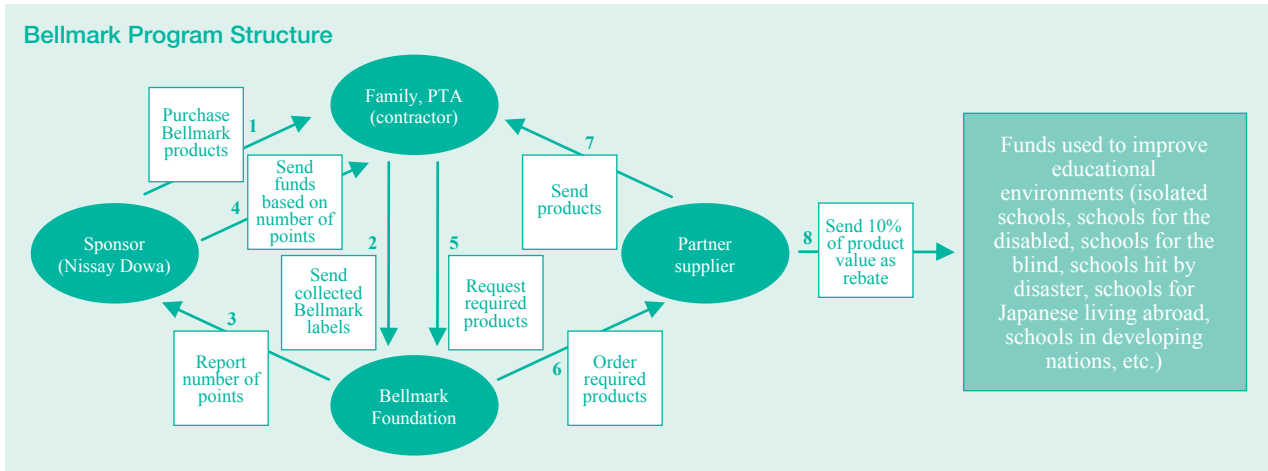 Bellmark Program Structure
Family, PTA
(contractor)
Purchase
Bellmark
products
1
Send
funds
based on
number of
points
4
Sponsor
(Nissay Dowa)
2
Send
collected
Bellmark
labels
5
Request
required
products
3
Report
number of
points
Bellmark
Foundation
6
Order
required
products
7
Send
products
Partner
supplier
8
Send 10%
of product
value as
rebate
Funds used to improve
educational
environments (isolated
schools, schools for the
disabled, schools for the
blind, schools hit by
disaster, schools for
Japanese living abroad,
schools in developing
nations, etc.)